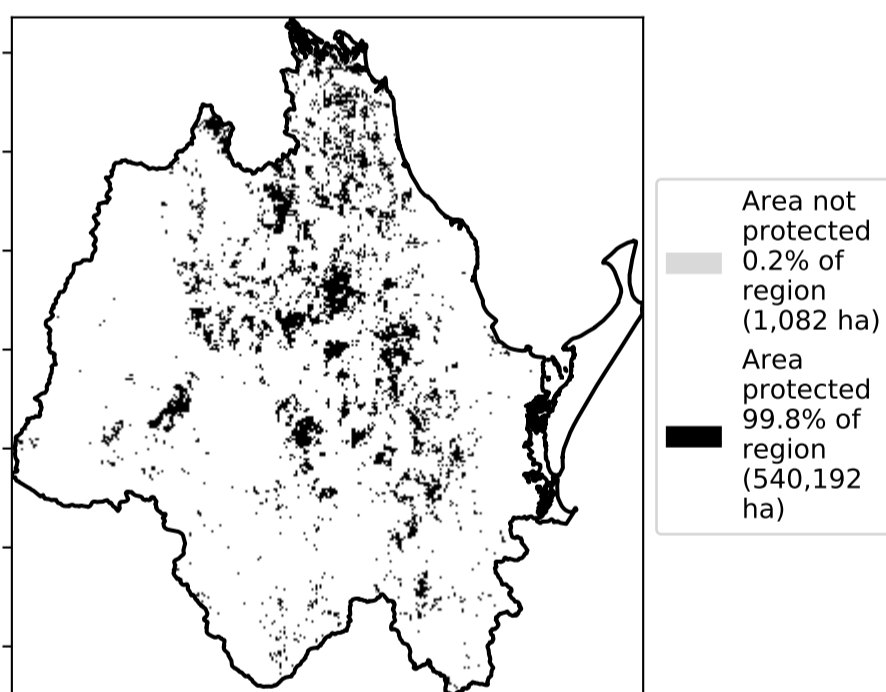 Area not
protected
0.2% of
region
(1,082 ha)
Area
protected
99.8% of
region
(540,192
ha)